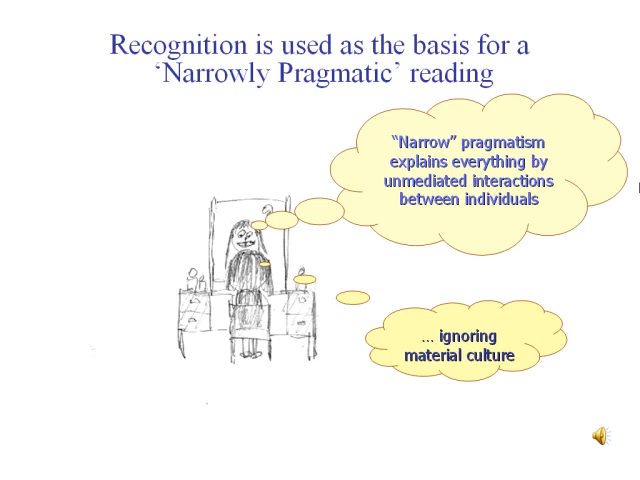 Recognition is used as the basis for a
‘Narrowly Pragmatic’ reading
“Narrow” pragmatism
explains everything by
unmediated interactions
between individuals
... ignoring
material culture